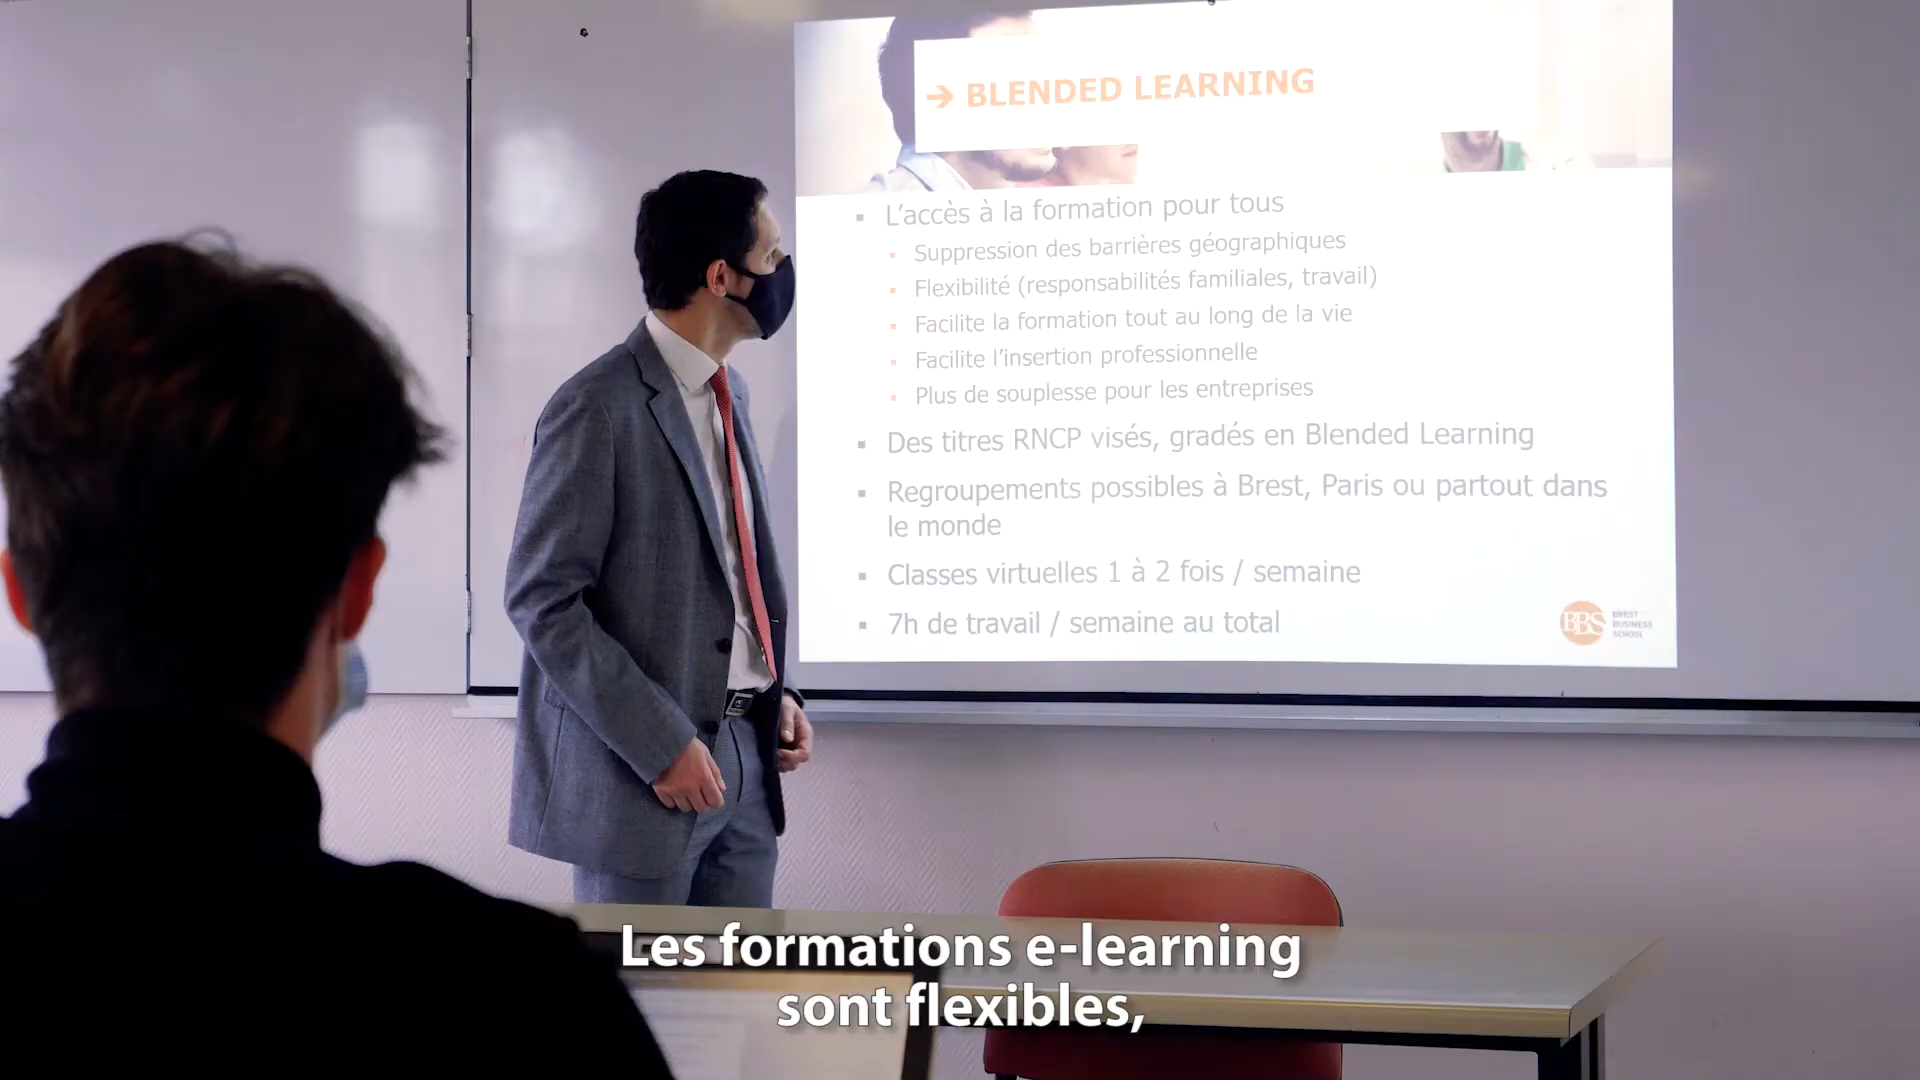 → BLENDED LEARNING
▪ L'accès à la formation pour tous
▪ Suppression des barrières géographiques
▪ Flexibilité (responsabilités familiales, travail)
▪ Facilite la formation tout au long de la vie
▪ Facilite l'insertion professionnelle
▪ Plus de souplesse pour les entreprises
▪ Des titres RNCP visés, gradés en Blended Learning
▪ Regroupements possibles à Brest, Paris ou partout dans
le monde
▪ Classes virtuelles 1 à 2 fois / semaine
▪ 7h de travail / semaine au total
BBS
BREST
BUSINESS
SCHOOL
Les formations e-learning
sont flexibles,